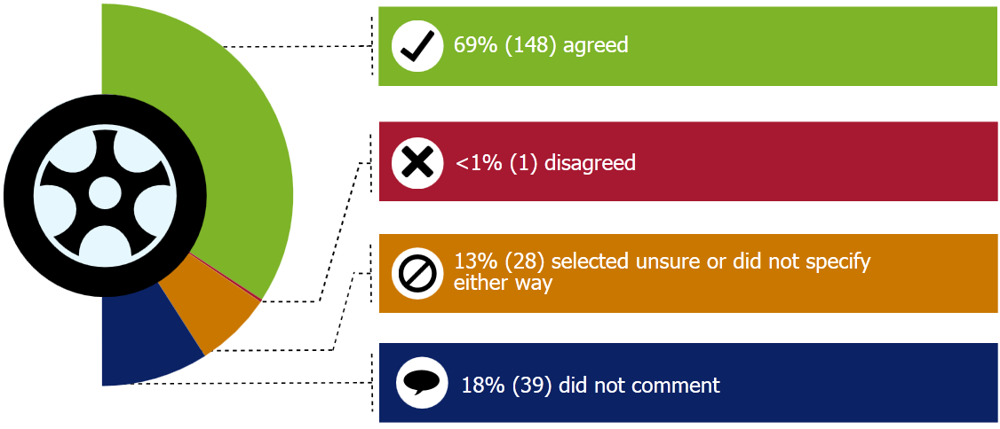 69% (148) agreed
<1% (1) disagreed
13% (28) selected unsure or did not specify
either way
18% (39) did not comment